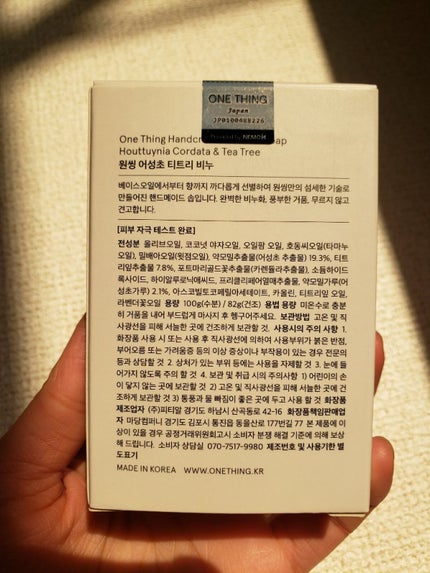 ONE THING
Japan
JP0100488226
Powered by NEMOM
One Thing Handcr ap
Houttuynia Cordata & Tea Tree
원씽 어성초 티트리 비누
베이스오일에서부터 향까지 까다롭게 선별하여 원씽만의 섬세한 기술로
만들어진 핸드메이드 솝입니다. 완벽한 비누화, 풍부한 거품, 무르지 않고
견고합니다.
[피부 자극 테스트 완료]
전성분 올리브오일, 코코넛 야자오일, 오일팜 오일, 호동씨오일(타마누
오일), 밀배아오일(윗점오일), 약모밀추출물(어성초 추출물) 19.3%, 티트
리잎추출물 7.8%, 포트마리골드꽃추출물(카렌듈라추출물), 소듐하이드
록사이드, 하이알루로닉애씨드, 프리클리페어열매추출물, 약모밀가루(어
성초가루) 2.1%, 아스코빌토코페릴아세테이트, 카올린, 티트리잎 오일,
라벤더꽃오일 용량 100g(수분) / 82g(건조) 용법 용량 미온수로 충분
히 거품을 내어 부드럽게 마사지 후 헹구어주세요. 보관방법 고온 및 직
사광선을 피해 서늘한 곳에 건조하게 보관할 것. 사용시의 주의 사항 1.
화장품 사용 시 또는 사용 후 직사광선에 의하여 사용부위가 붉은 반점,
부어오름 또는 가려움증 등의 이상 증상이나 부작용이 있는 경우 전문의
등과 상담할 것 2. 상처가 있는 부위 등에는 사용을 자제할 것 3. 눈에 들
어가지 않도록 주의 할 것 4. 보관 및 취급 시의 주의사항 1) 어린이의 손
이 닿지 않는 곳에 보관할 것 2) 고온 및 직사광선을 피해 서늘한 곳에 건
조하게 보관할 것 3) 통풍과 물 빠짐이 좋은 곳에 두고 사용 할 것 화장품
제조업자 (주)피티알 경기도 하남시 산곡동로 42-16 화장품책임판매업
자 마당컴퍼니 경기도 김포시 통진읍 동을산로 177번길 77 본 제품에 이
상이 있을 경우 공정거래위원회고시 소비자 분쟁 해결 기준에 의해 보상
해 드립니다. 소비자 상담실 070-7517-9980 제조번호 및 사용기한 별
도표기
MADE IN KOREA WWW.ONETHING.KR